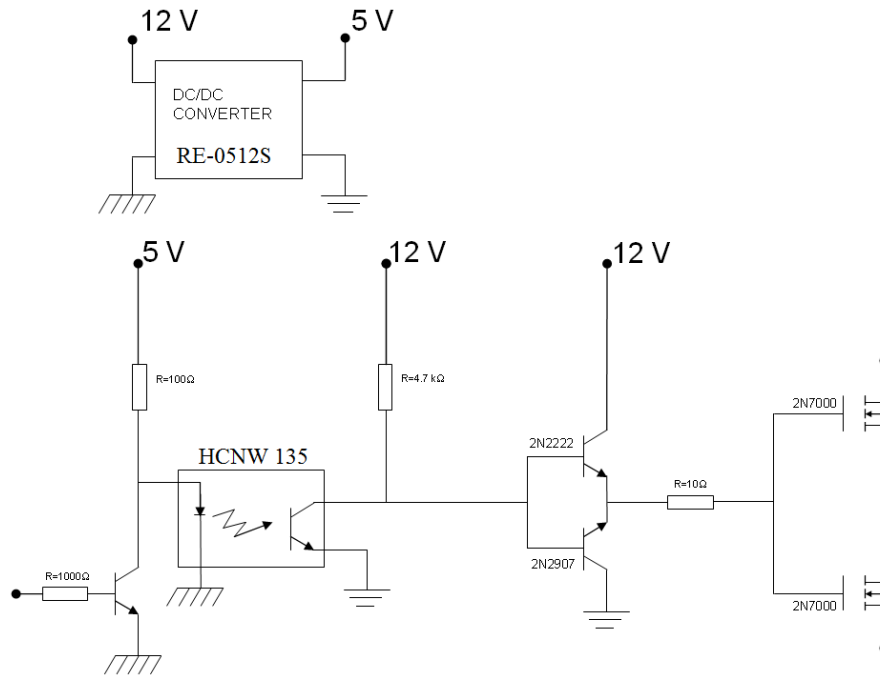 12 V
5 V
DC/DC
CONVERTER
RE-0512S
5 V
12 V
12 V
R=100Ω
R=4.7 kΩ
2N7000
HCNW 135
2N2222
R=10Ω
R=1000Ω
2N2907
2N7000